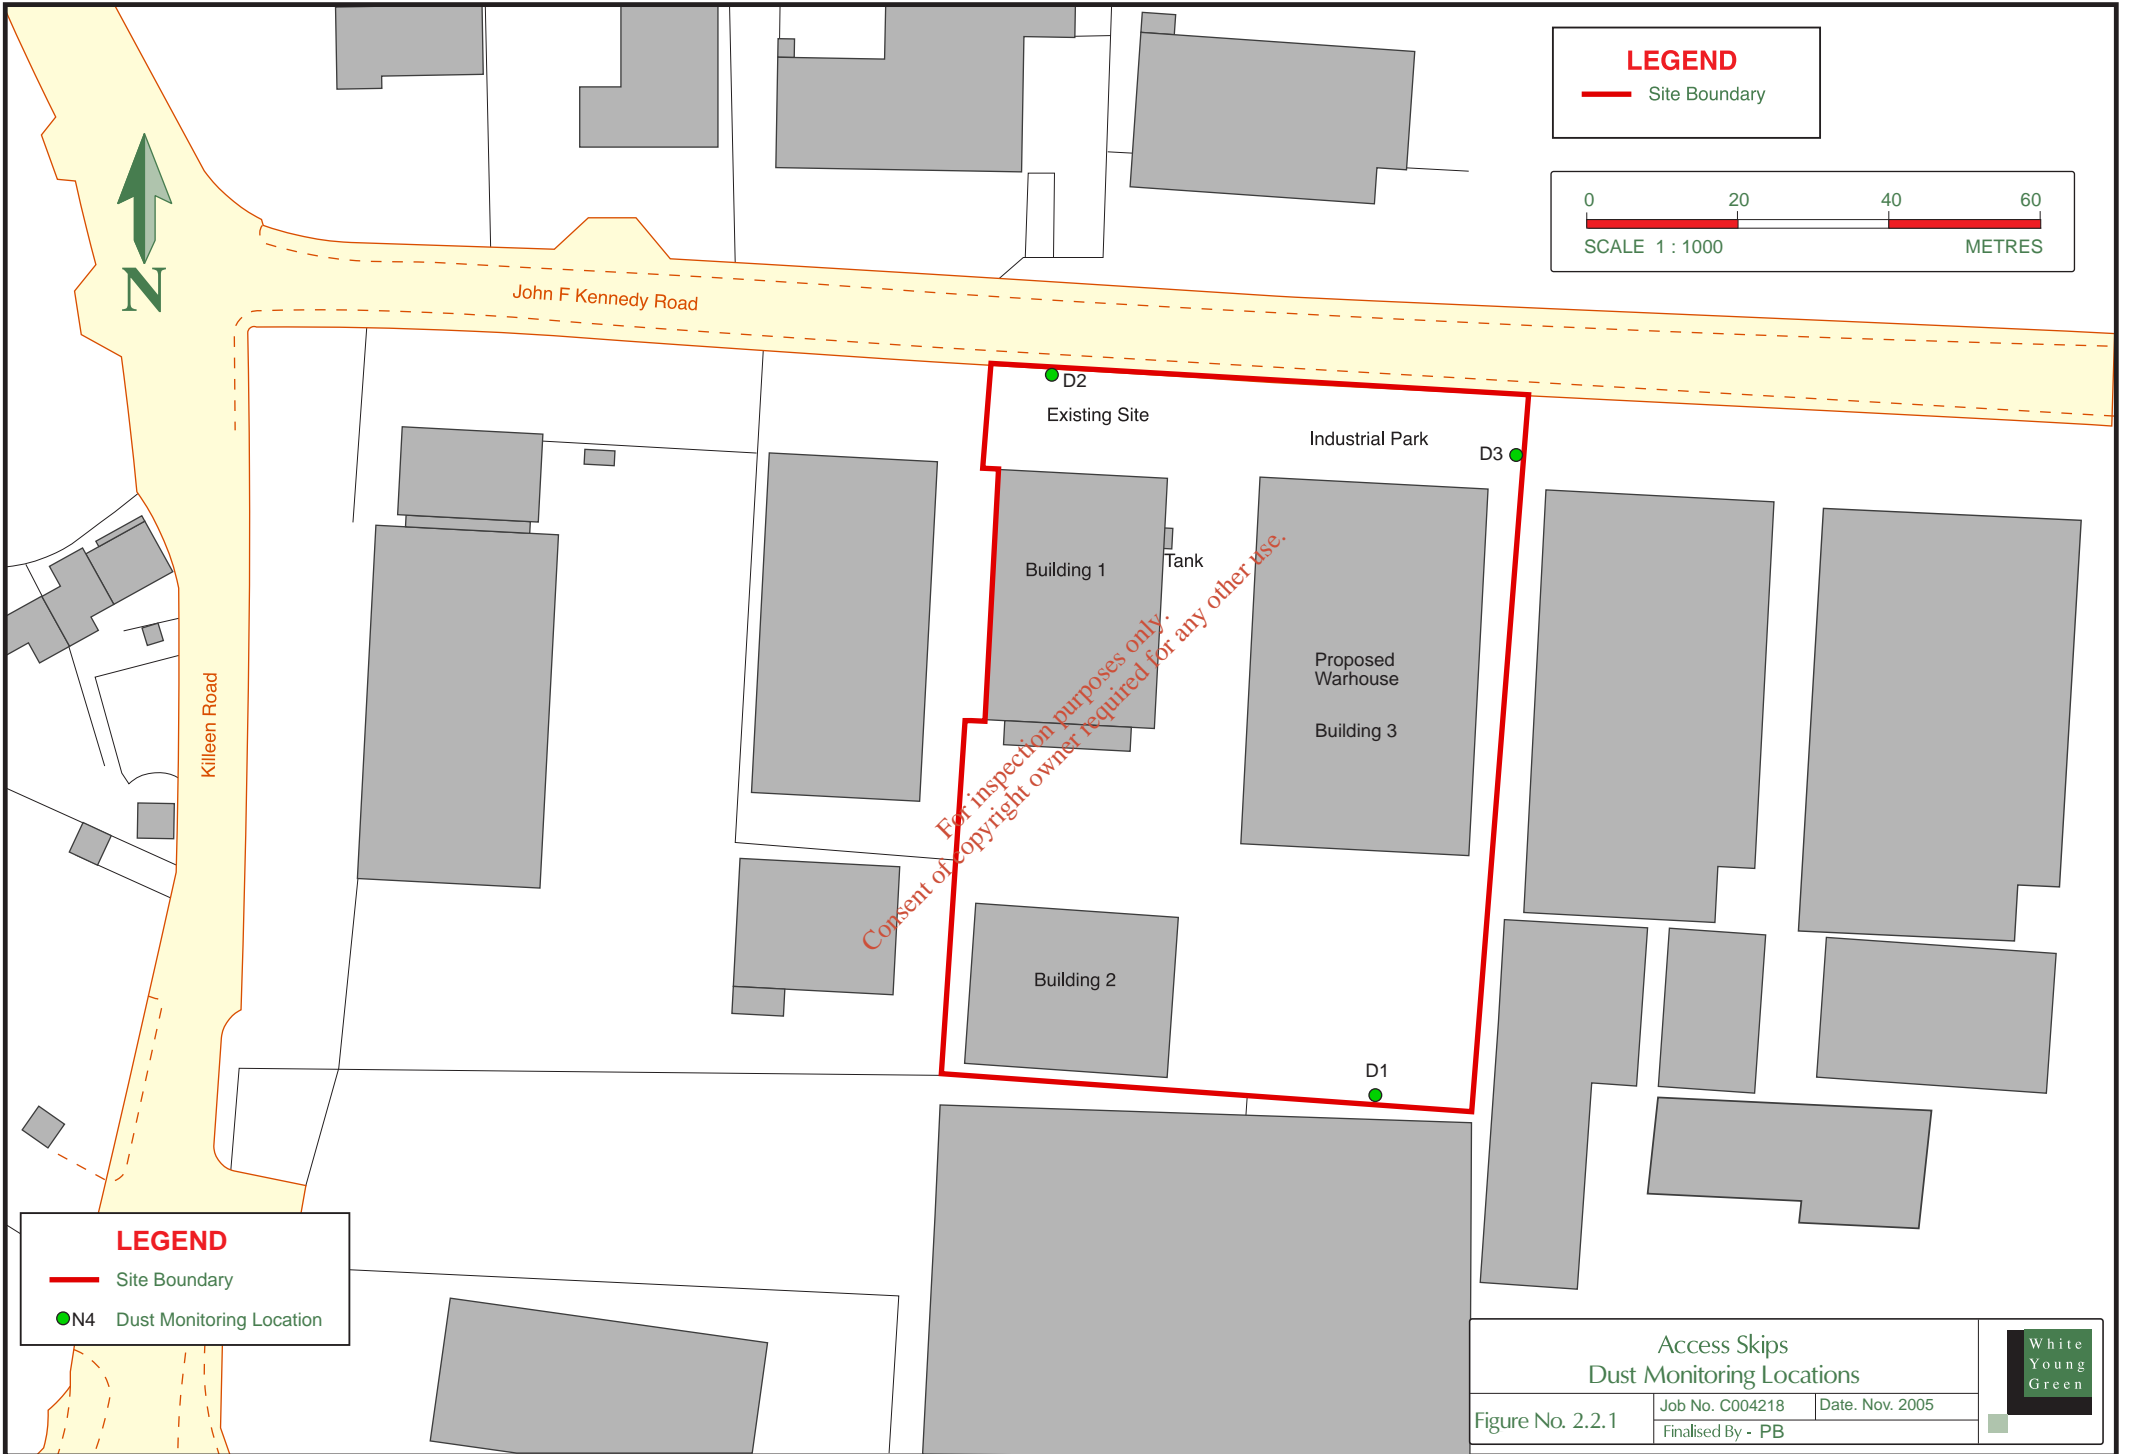 LEGEND
Site Boundary
0 20 40 60
SCALE 1 : 1000 METRES
N
John F Kennedy Road
D2
Existing Site
Industrial Park
D3
Building 1
Tank
Proposed
Warhouse
Building 3
Killeen Road
For inspection purposes only.
Consent of copyright owner required for any other use.
Building 2
D1
LEGEND
Site Boundary
N4 Dust Monitoring Location
Access Skips
Dust Monitoring Locations
Figure No. 2.2.1
Job No. C004218
Date. Nov. 2005
Finalised By - PB
White
Young
Green